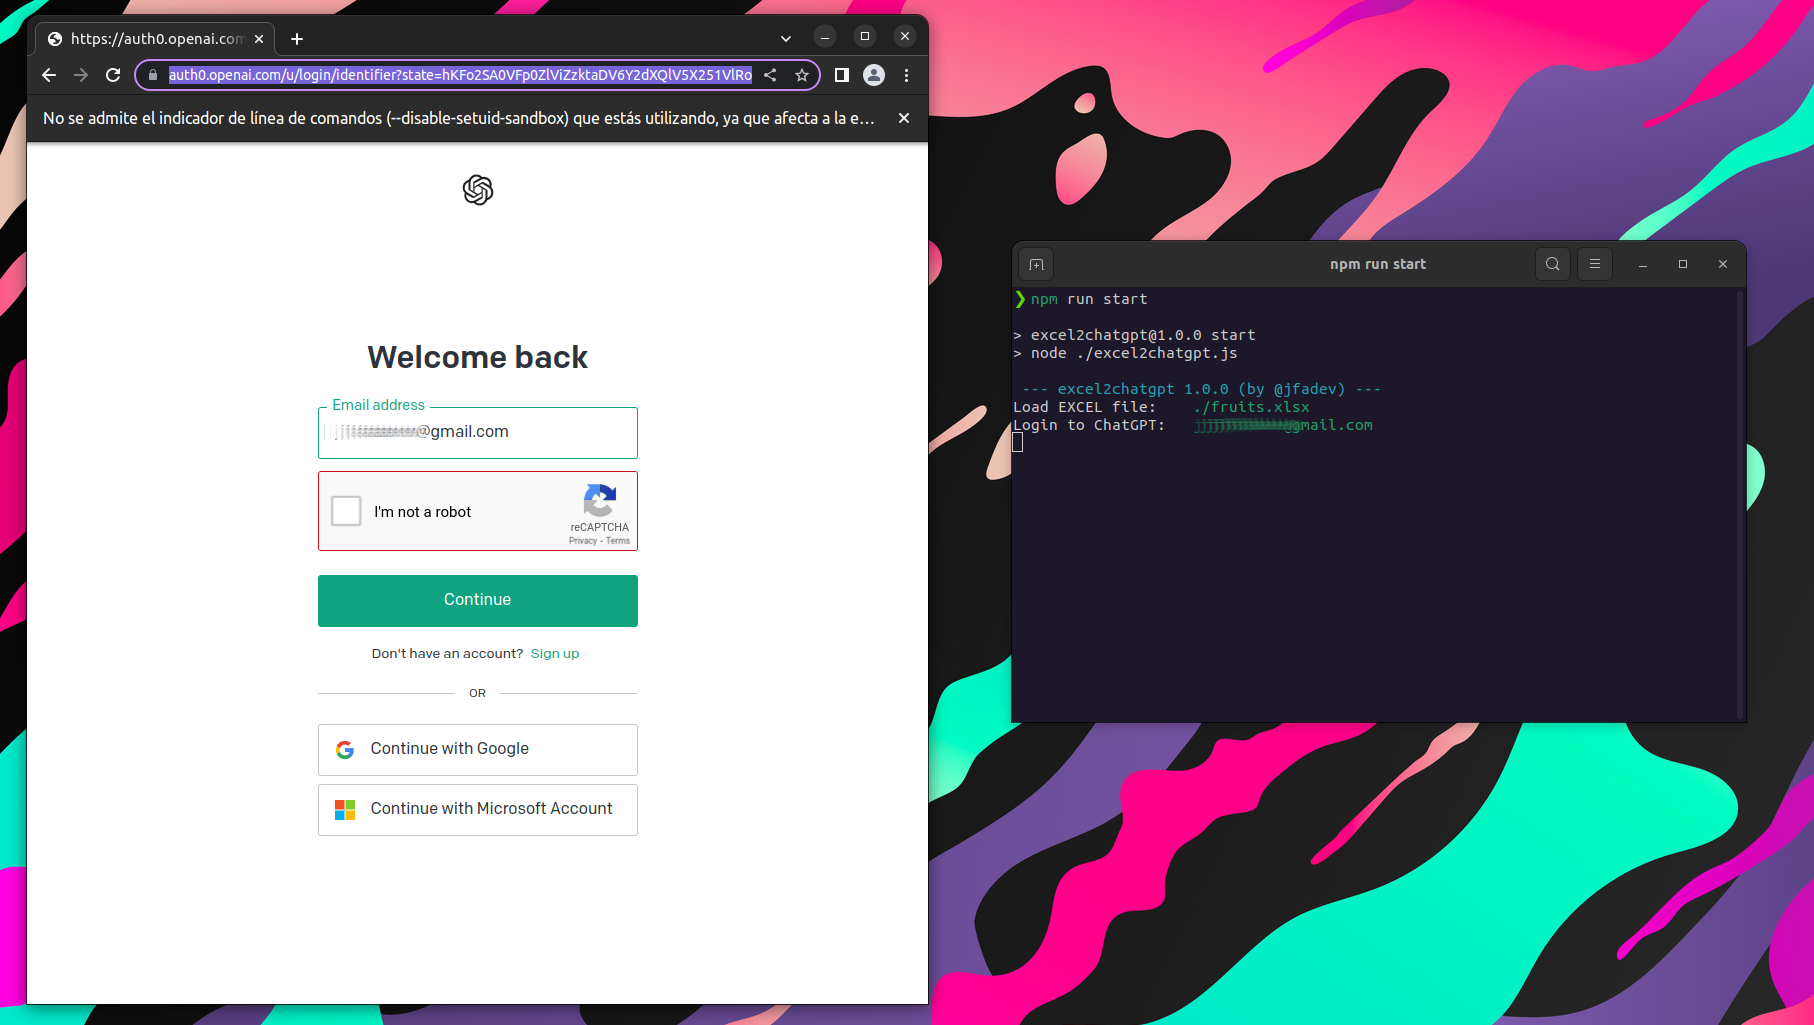 https://auth0.openai.com
auth0.openai.com/u/login/identifier?state=hKFo2SA0VFp0ZlViZzktaDV6Y2dXQlV5X251VlRo
No se admite el indicador de línea de comandos (--disable-setuid-sandbox) que estás utilizando, ya que afecta a la e...
Welcome back
Email address
@gmail.com
I'm not a robot
reCAPTCHA
Privacy - Terms
Continue
Don't have an account? Sign up
OR
Continue with Google
Continue with Microsoft Account
npm run start
❯ npm run start
> excel2chatgpt@1.0.0 start
> node ./excel2chatgpt.js
--- excel2chatgpt 1.0.0 (by @jfadev) ---
Load EXCEL file: ./fruits.xlsx
Login to ChatGPT: @gmail.com